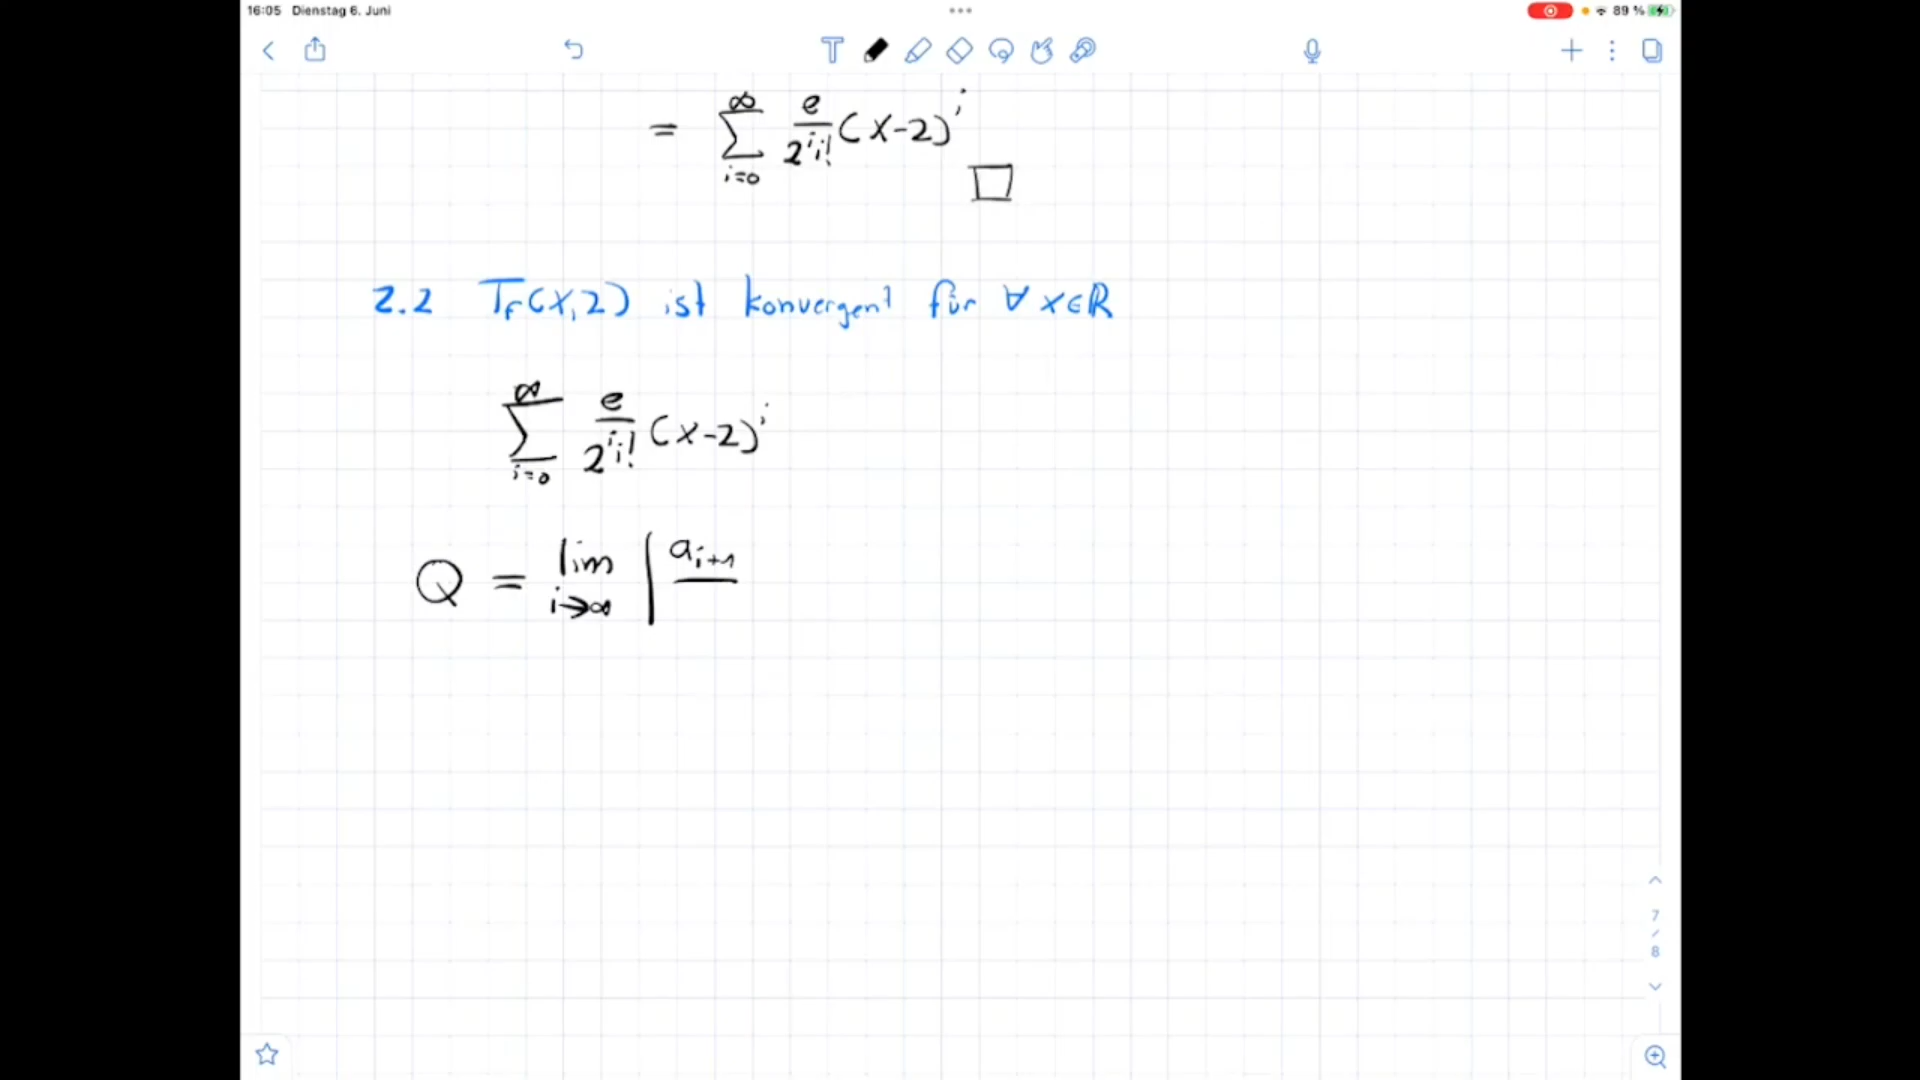 16:05 Dienstag 6. Juni
89 %
T
= ∞ ∑ i=0 e / 2^i i! (x-2)^i □
2.2 T_f(x,2) ist konvergent für ∀ x∈ℝ
∞ ∑ i=0 e / 2^i i! (x-2)^i
Q = lim i→∞ | a_{i+1}
7
/
8